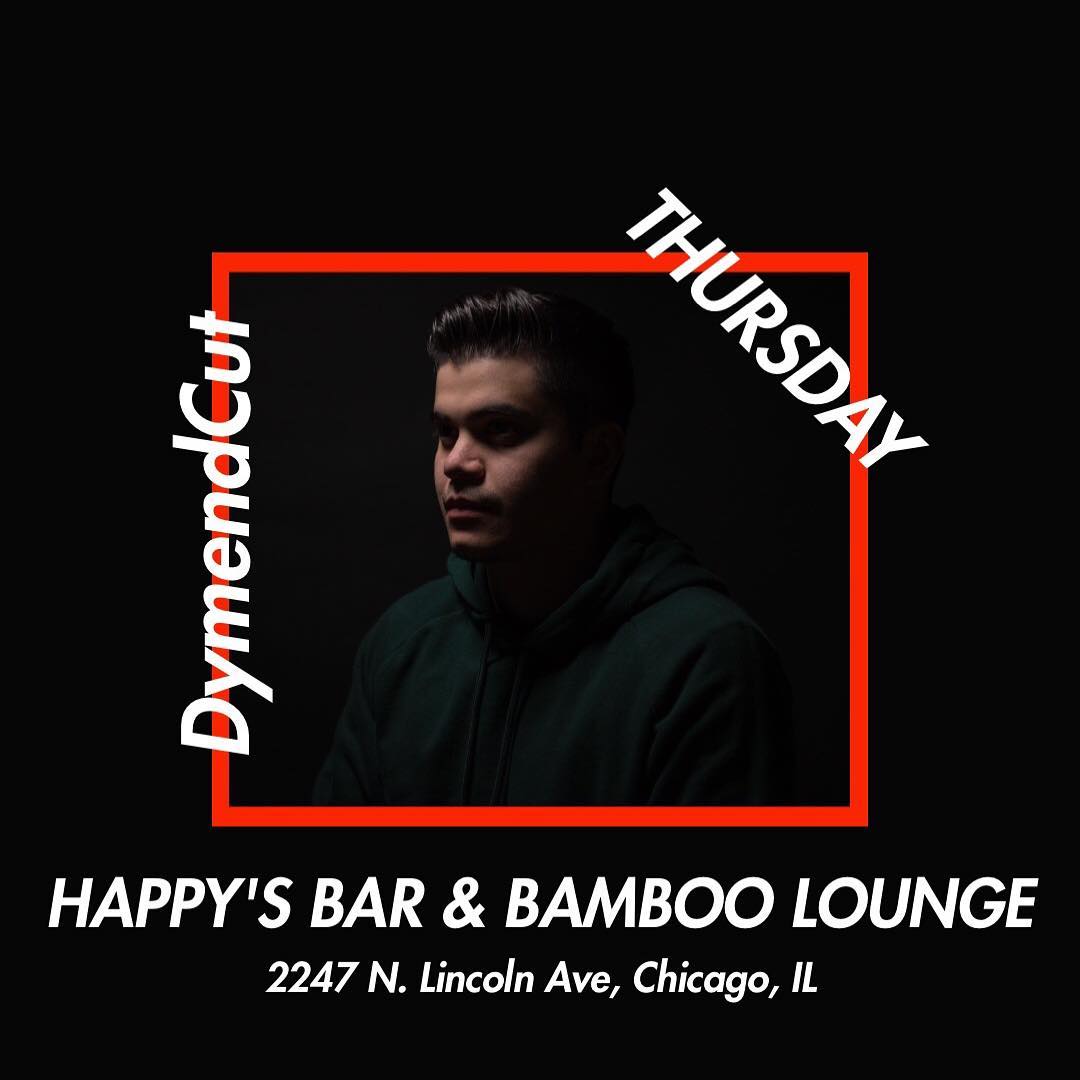 THURSDAY
DymendCut
HAPPY'S BAR & BAMBOO LOUNGE
2247 N. Lincoln Ave, Chicago, IL